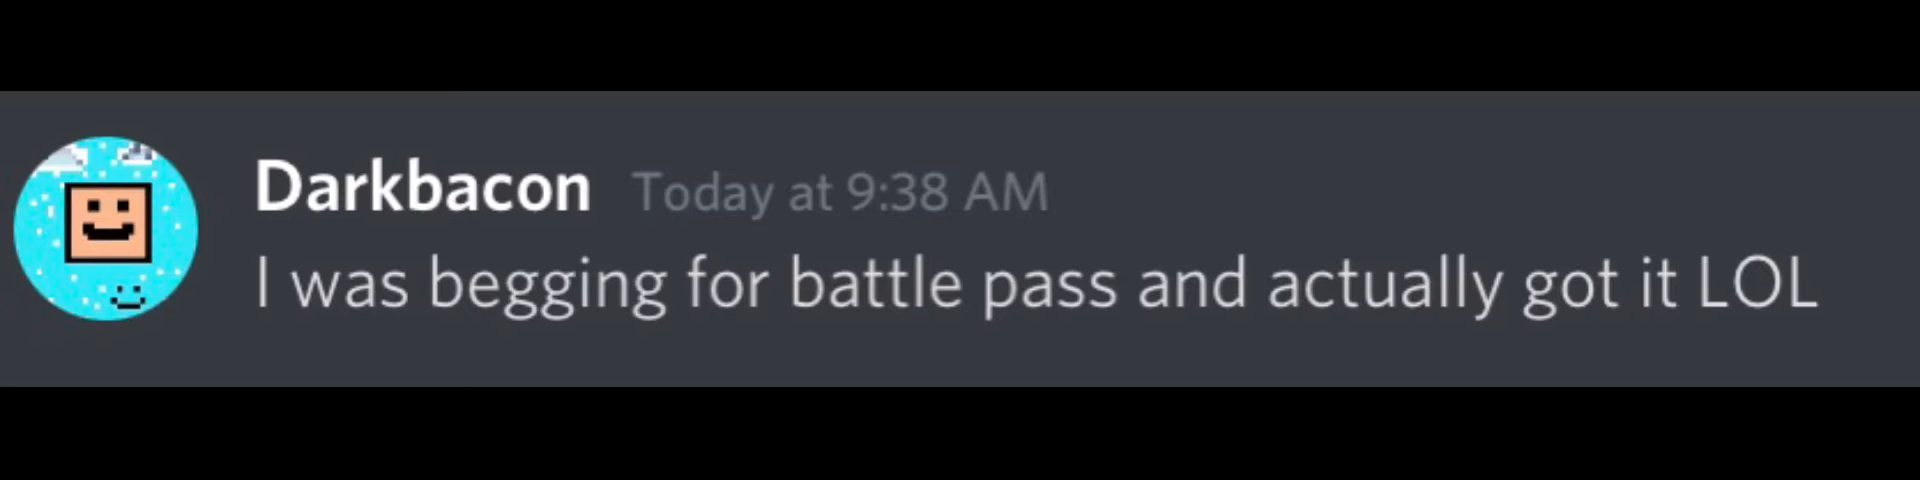 Darkbacon Today at 9:38 AM
I was begging for battle pass and actually got it LOL